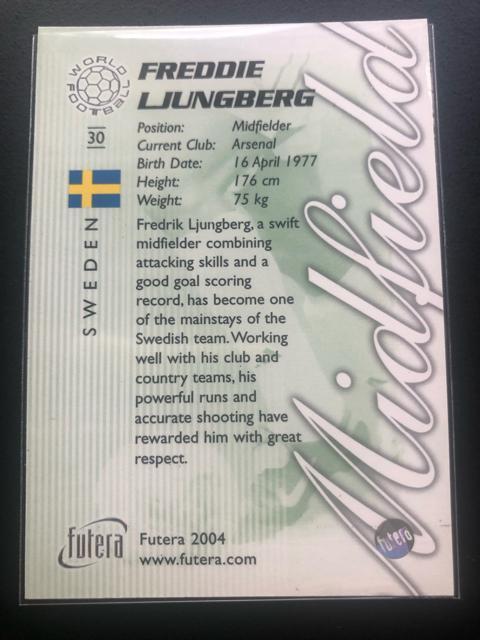 WORLD FOOTBALL
FREDDIE
LJUNGBERG
30
Position: Midfielder
Current Club: Arsenal
Birth Date: 16 April 1977
Height: 176 cm
Weight: 75 kg
SWEDEN
Fredrik Ljungberg, a swift
midfielder combining
attacking skills and a
good goal scoring
record, has become one
of the mainstays of the
Swedish team. Working
well with his club and
country teams, his
powerful runs and
accurate shooting have
rewarded him with great
respect.
Midfield
futera
Futera 2004
www.futera.com
futera